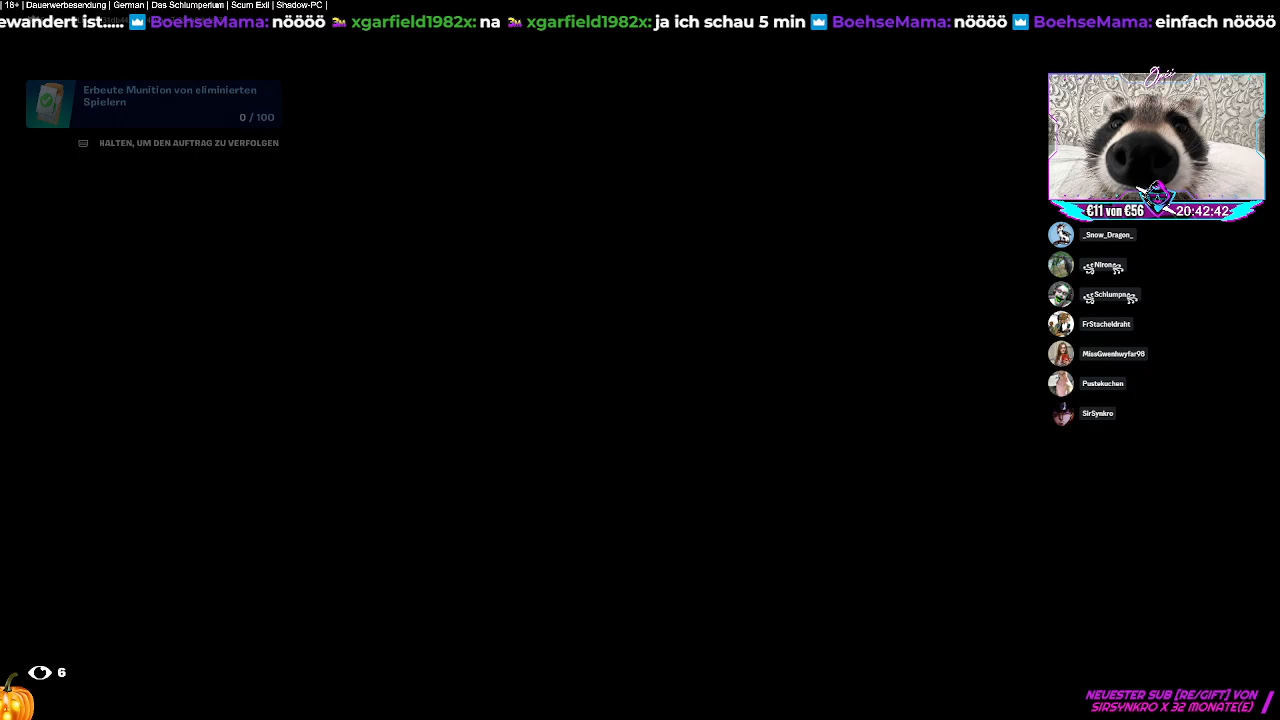 | 18+ | Dauerwerbesendung | German | Das Schlumperium | Scum Exil | Shadow-PC |
ewandert ist..... BoehseMama: nöööö xgarfield1982x: na xgarfield1982x: ja ich schau 5 min BoehseMama: nöööö BoehseMama: einfach nöööö
Erbeute Munition von eliminierten
Spielern
0 / 100
HALTEN, UM DEN AUFTRAG ZU VERFOLGEN
€11 von €56
20:42:42
_Snow_Dragon_
Niron
Schlumpn
FrStacheldraht
MissGwenhwyfar98
Pustekuchen
SirSynkro
6
NEUESTER SUB [RE/GIFT] VON
SIRSYNKRO X 32 MONATE(E)